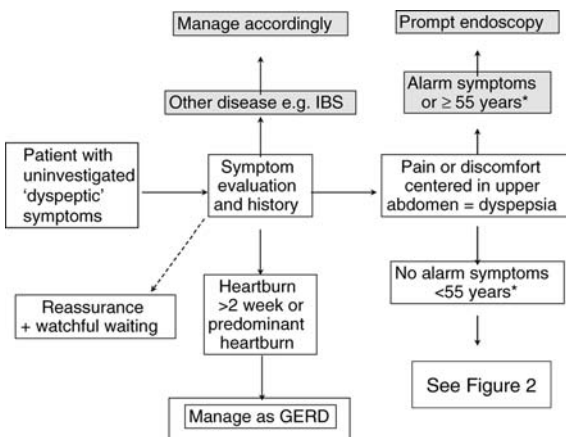 Manage accordingly
Prompt endoscopy
Other disease e.g. IBS
Alarm symptoms
or ≥ 55 years*
Patient with
uninvestigated
‘dyspeptic’
symptoms
Symptom
evaluation
and history
Pain or discomfort
centered in upper
abdomen = dyspepsia
Reassurance
+ watchful waiting
Heartburn
>2 week or
predominant
heartburn
No alarm symptoms
<55 years*
See Figure 2
Manage as GERD